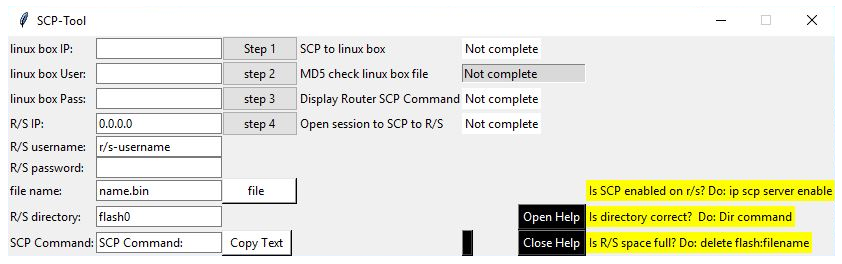 SCP-Tool
linux box IP: Step 1 SCP to linux box Not complete
linux box User: step 2 MD5 check linux box file Not complete
linux box Pass: step 3 Display Router SCP Command Not complete
R/S IP: 0.0.0.0 step 4 Open session to SCP to R/S Not complete
R/S username: r/s-username
R/S password:
file name: name.bin file Is SCP enabled on r/s? Do: ip scp server enable
R/S directory: flash0 Open Help Is directory correct? Do: Dir command
SCP Command: SCP Command: Copy Text Close Help Is R/S space full? Do: delete flash:filename